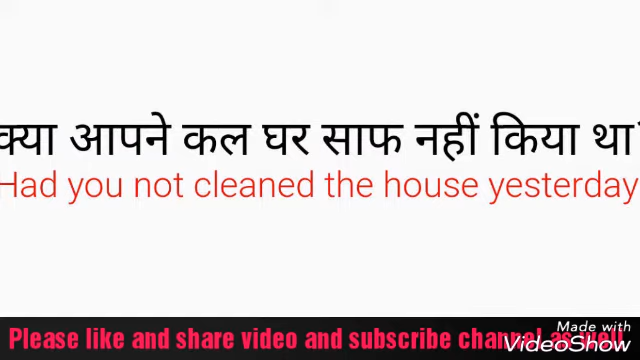 क्या आपने कल घर साफ नहीं किया था?
Had you not cleaned the house yesterday
Made with
VideoShow
Please like and share video and subscribe channel as well